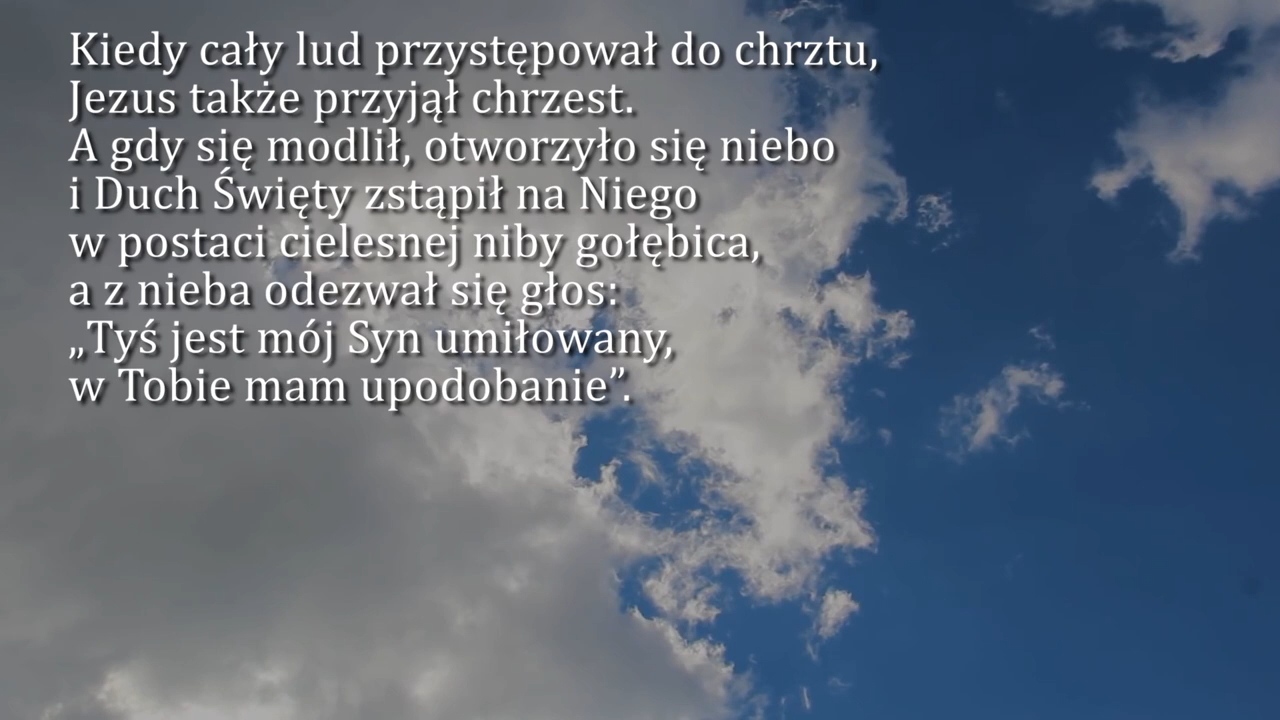 Kiedy cały lud przystępował do chrztu,
Jezus także przyjął chrzest.
A gdy się modlił, otworzyło się niebo
i Duch Święty zstąpił na Niego
w postaci cielesnej niby gołębica,
a z nieba odezwał się głos:
„Tyś jest mój Syn umiłowany,
w Tobie mam upodobanie”.